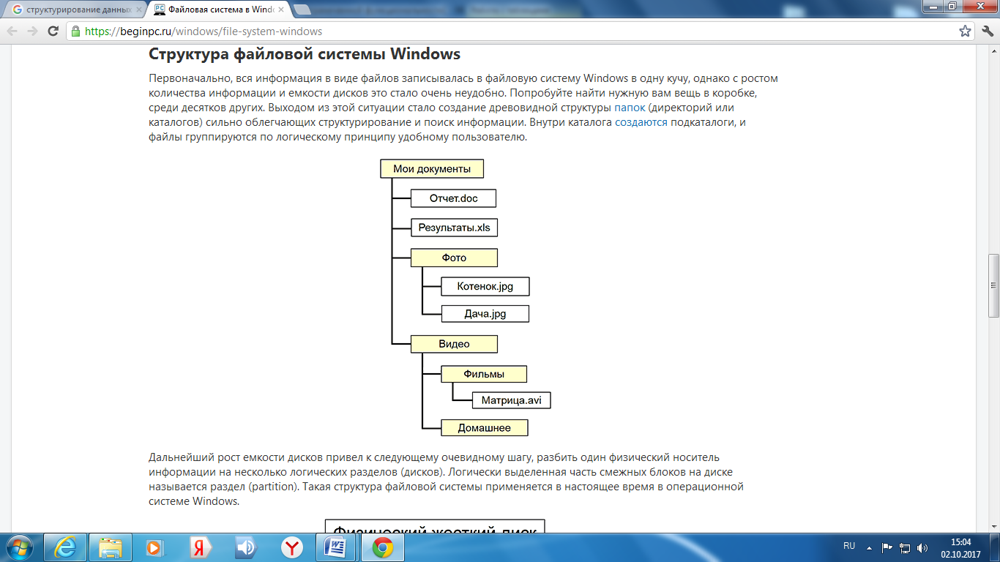 структурирование данных
Файловая система в Wind
https://beginpc.ru/windows/file-system-windows
Структура файловой системы Windows
Первоначально, вся информация в виде файлов записывалась в файловую систему Windows в одну кучу, однако с ростом
количества информации и емкости дисков это стало очень неудобно. Попробуйте найти нужную вам вещь в коробке,
среди десятков других. Выходом из этой ситуации стало создание древовидной структуры папок (директорий или
каталогов) сильно облегчающих структурирование и поиск информации. Внутри каталога создаются подкаталоги, и
файлы группируются по логическому принципу удобному пользователю.
Мои документы
Отчет.doc
Результаты.xls
Фото
Котенок.jpg
Дача.jpg
Видео
Фильмы
Матрица.avi
Домашнее
Дальнейший рост емкости дисков привел к следующему очевидному шагу, разбить один физический носитель
информации на несколько логических разделов (дисков). Логически выделенная часть смежных блоков на диске
называется раздел (partition). Такая структура файловой системы применяется в настоящее время в операционной
системе Windows.
Физический жесткий диск
RU
15:04
02.10.2017